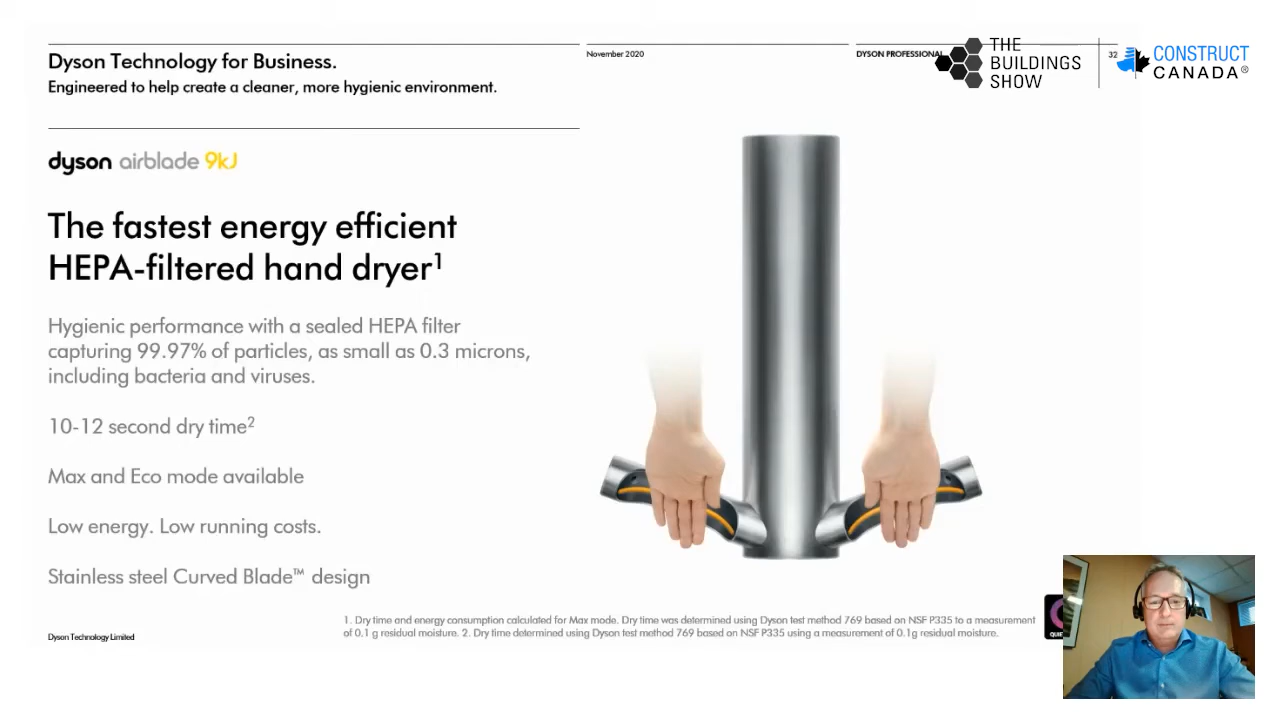 Dyson Technology for Business.
Engineered to help create a cleaner, more hygienic environment.
November 2020
DYSON PROFESSIONAL
32
THE
BUILDINGS
SHOW
CONSTRUCT
CANADA®
dyson airblade 9kJ
The fastest energy efficient
HEPA-filtered hand dryer1
Hygienic performance with a sealed HEPA filter
capturing 99.97% of particles, as small as 0.3 microns,
including bacteria and viruses.
10-12 second dry time2
Max and Eco mode available
Low energy. Low running costs.
Stainless steel Curved Blade™ design
1. Dry time and energy consumption calculated for Max mode. Dry time was determined using Dyson test method 769 based on NSF P335 to a measurement
of 0.1 g residual moisture. 2. Dry time determined using Dyson test method 769 based on NSF P335 using a measurement of 0.1g residual moisture.
Dyson Technology Limited